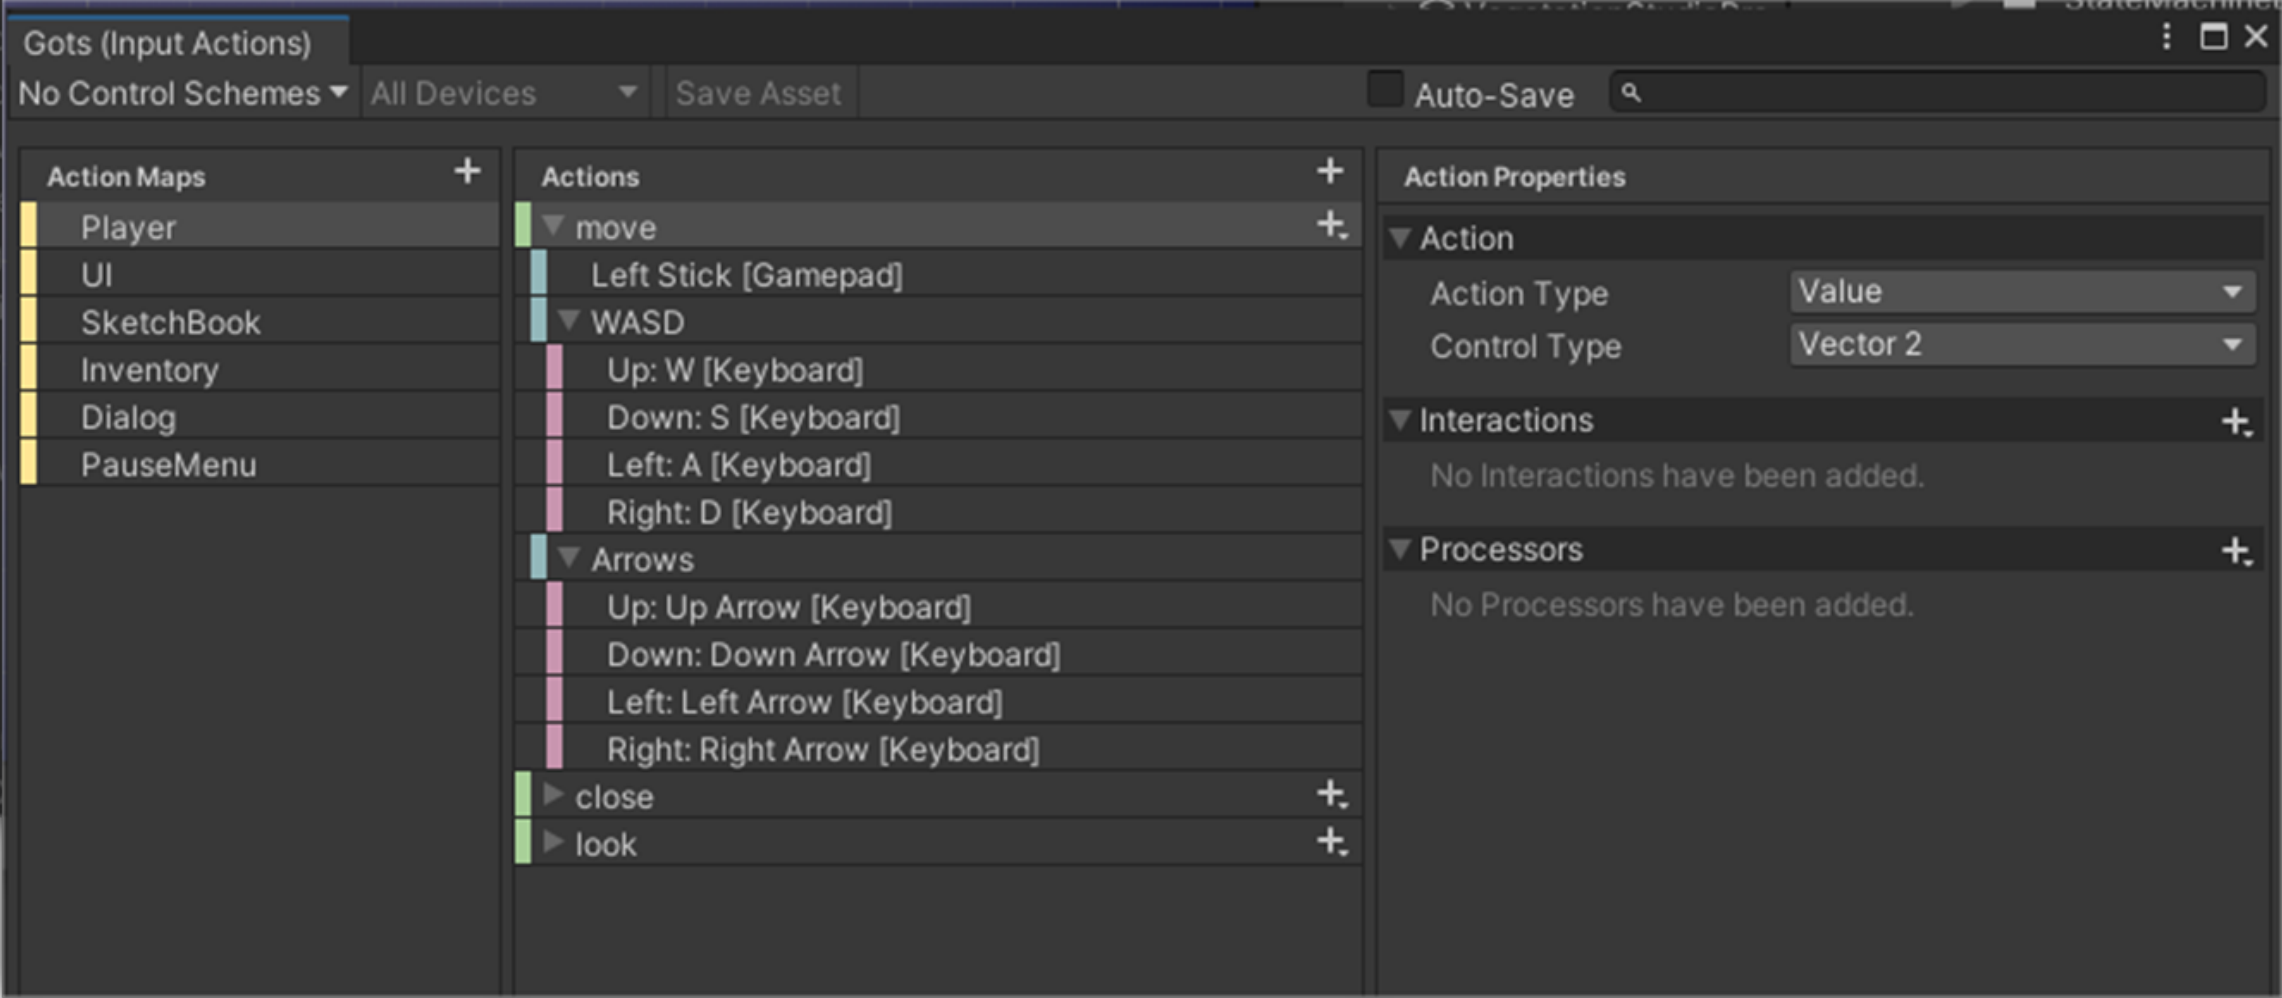 Gots (Input Actions)
No Control Schemes All Devices Save Asset Auto-Save
Action Maps
Player
UI
SketchBook
Inventory
Dialog
PauseMenu
Actions
move
Left Stick [Gamepad]
WASD
Up: W [Keyboard]
Down: S [Keyboard]
Left: A [Keyboard]
Right: D [Keyboard]
Arrows
Up: Up Arrow [Keyboard]
Down: Down Arrow [Keyboard]
Left: Left Arrow [Keyboard]
Right: Right Arrow [Keyboard]
close
look
Action Properties
Action
Action Type Value
Control Type Vector 2
Interactions
No Interactions have been added.
Processors
No Processors have been added.